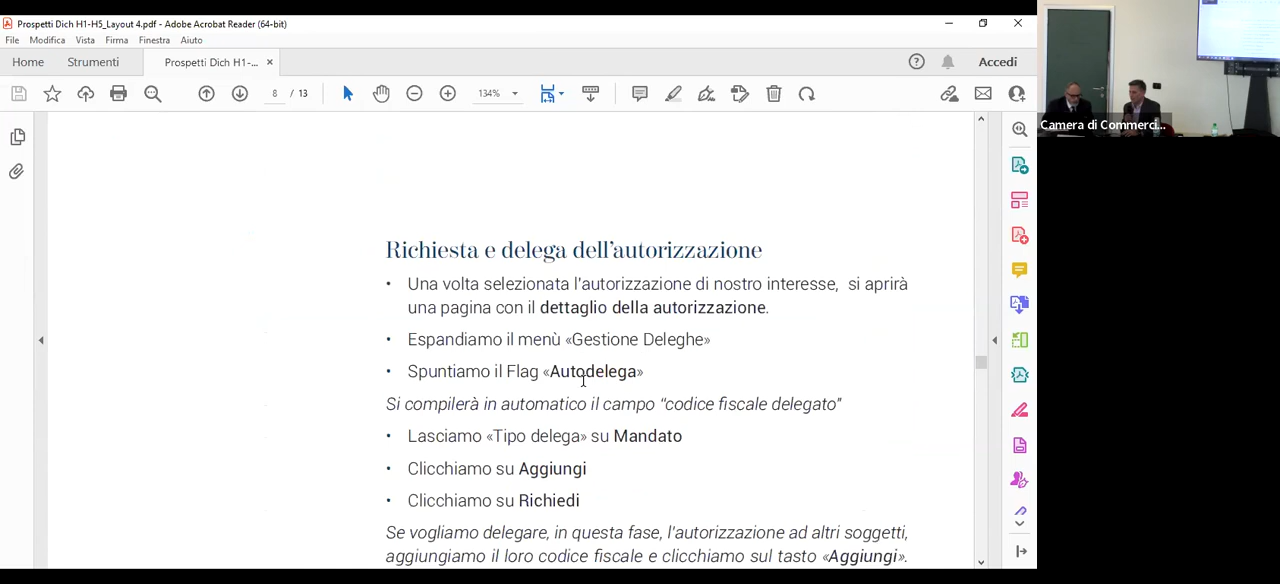 Prospetti Dich H1-H5_Layout 4.pdf - Adobe Acrobat Reader (64-bit)
File Modifica Vista Firma Finestra Aiuto
Home Strumenti Prospetti Dich H1-... × Accedi
8 / 13 134%
Camera di Commerci...
Richiesta e delega dell'autorizzazione
• Una volta selezionata l'autorizzazione di nostro interesse, si aprirà
una pagina con il dettaglio della autorizzazione.
• Espandiamo il menù «Gestione Deleghe»
• Spuntiamo il Flag «Autodelega»
Si compilerà in automatico il campo “codice fiscale delegato”
• Lasciamo «Tipo delega» su Mandato
• Clicchiamo su Aggiungi
• Clicchiamo su Richiedi
Se vogliamo delegare, in questa fase, l'autorizzazione ad altri soggetti,
aggiungiamo il loro codice fiscale e clicchiamo sul tasto «Aggiungi».